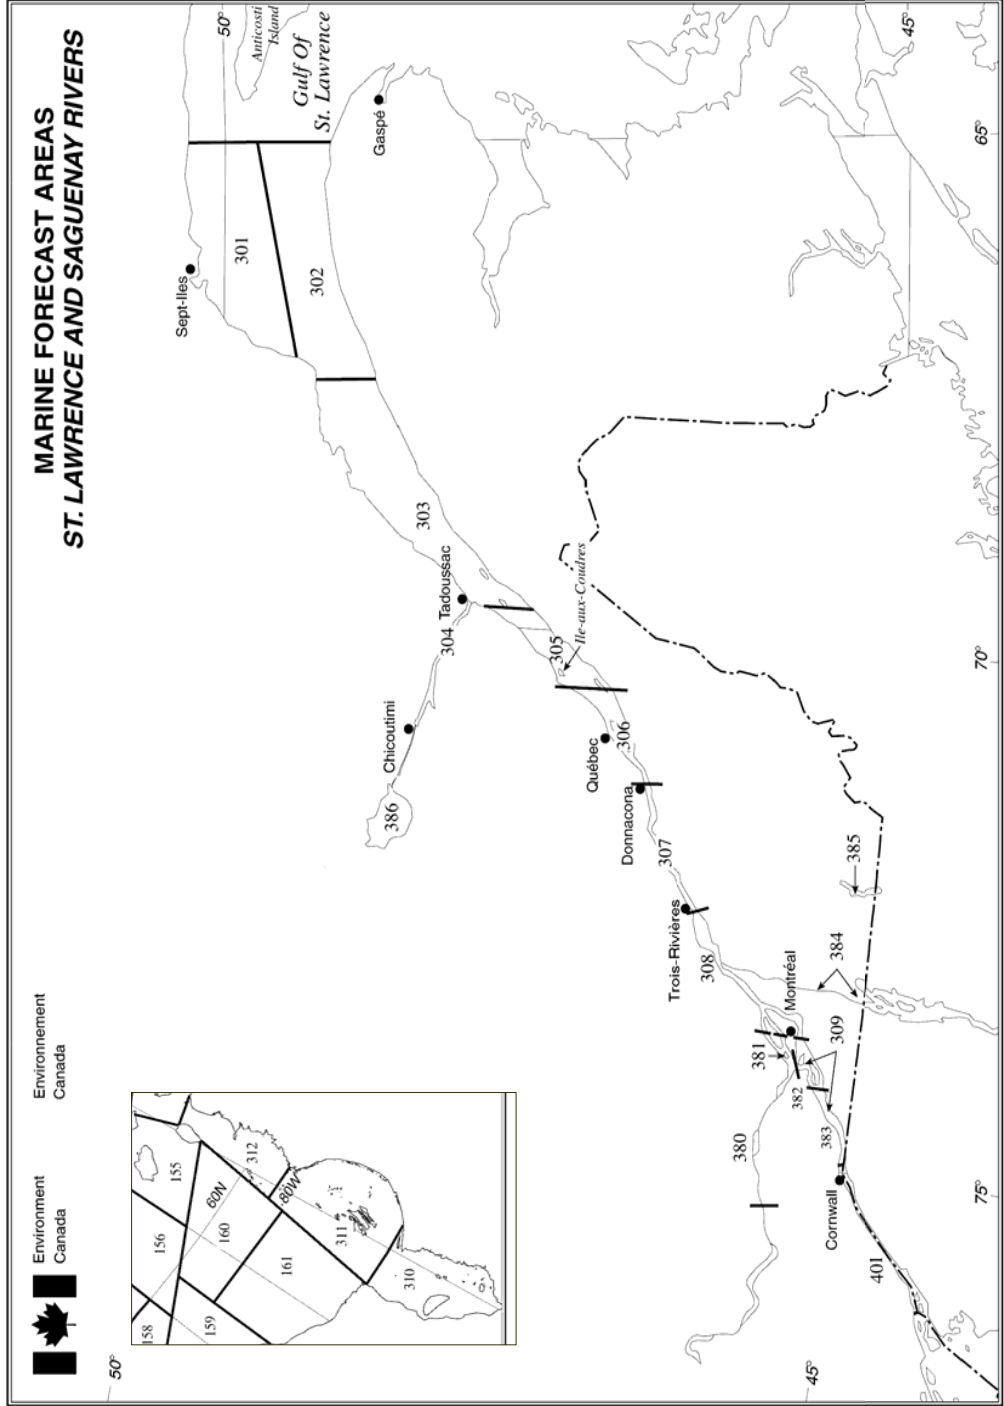 MARINE FORECAST AREAS
ST. LAWRENCE AND SAGUENAY RIVERS
Environment
Canada
Environnement
Canada
50°
50°
Anticosti
Island
Gulf Of
St. Lawrence
Sept-Iles
301
302
Gaspé
45°
65°
303
Tadoussac
304
Chicoutimi
386
305
Ile-aux-Coudres
306
Québec
Donnacona
307
Trois-Rivières
308
70°
385
384
Montréal
309
381
382
383
380
Cornwall
401
75°
45°
155
156
158
159
60N
160
161
312
80W
311
310